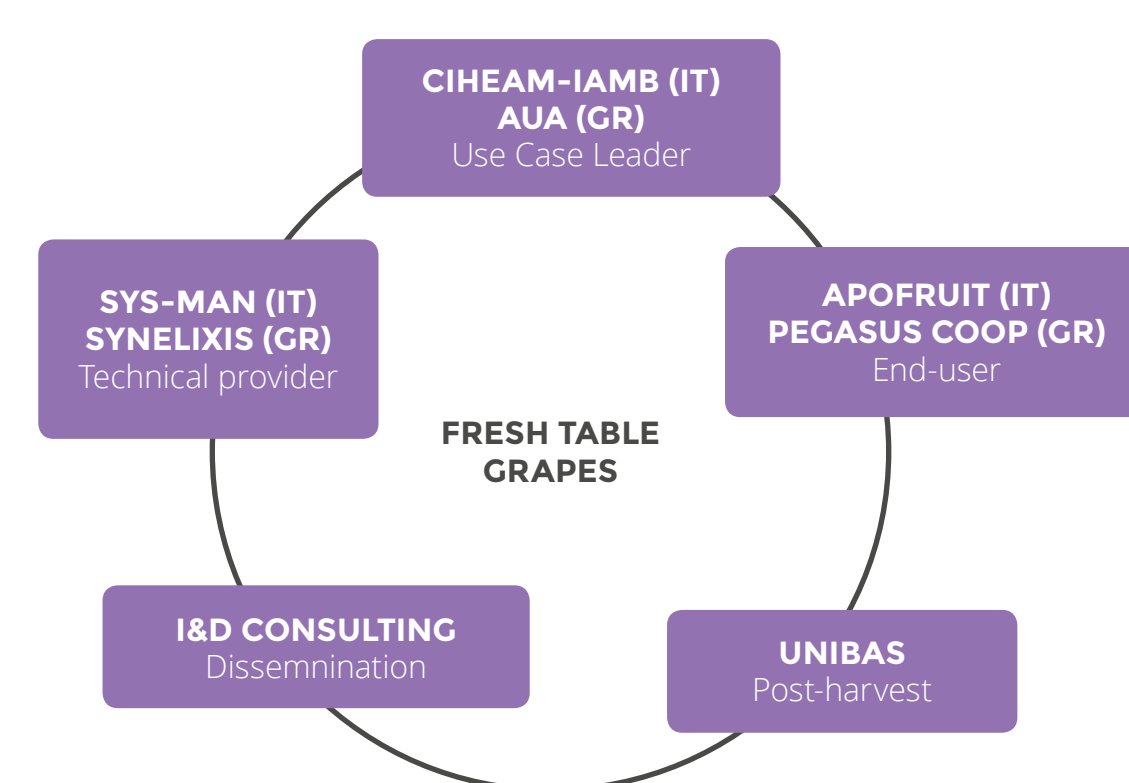 CIHEAM-IAMB (IT)
AUA (GR)
Use Case Leader
SYS-MAN (IT)
SYNELIXIS (GR)
Technical provider
APOFRUIT (IT)
PEGASUS COOP (GR)
End-user
FRESH TABLE
GRAPES
I&D CONSULTING
Dissemnination
UNIBAS
Post-harvest